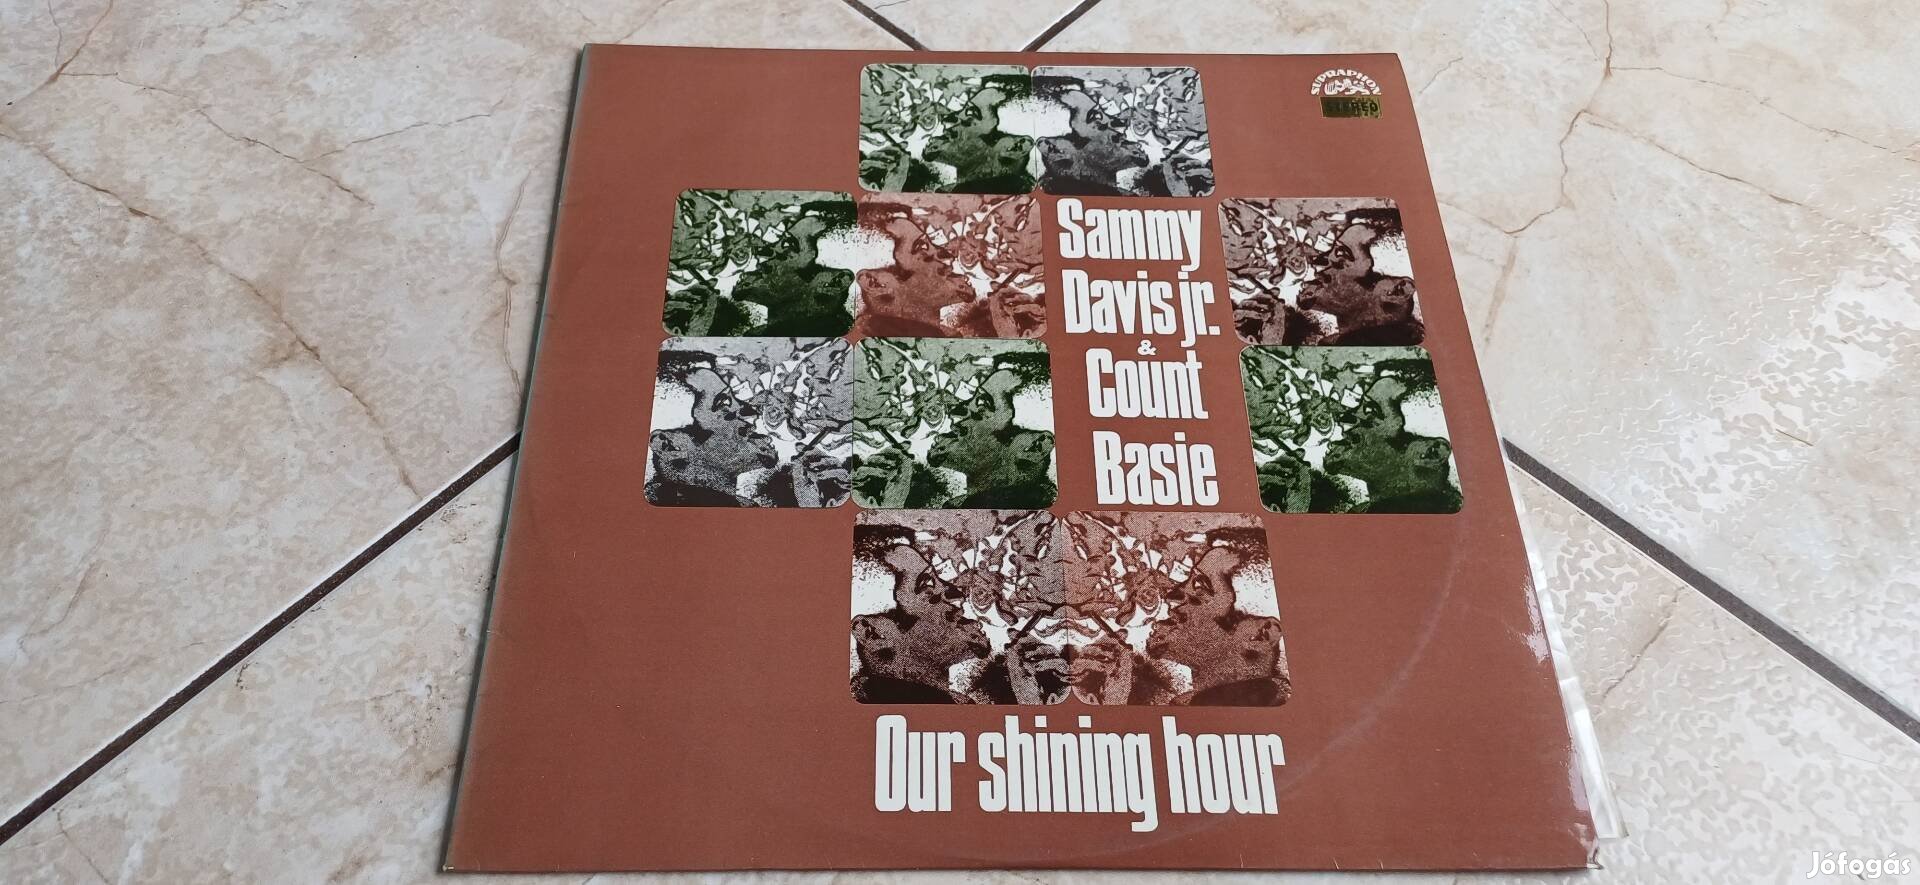 SUPRAPHON
STEREO
Sammy
Davis jr.
&
Count
Basie
Our shining hour
Jófogás